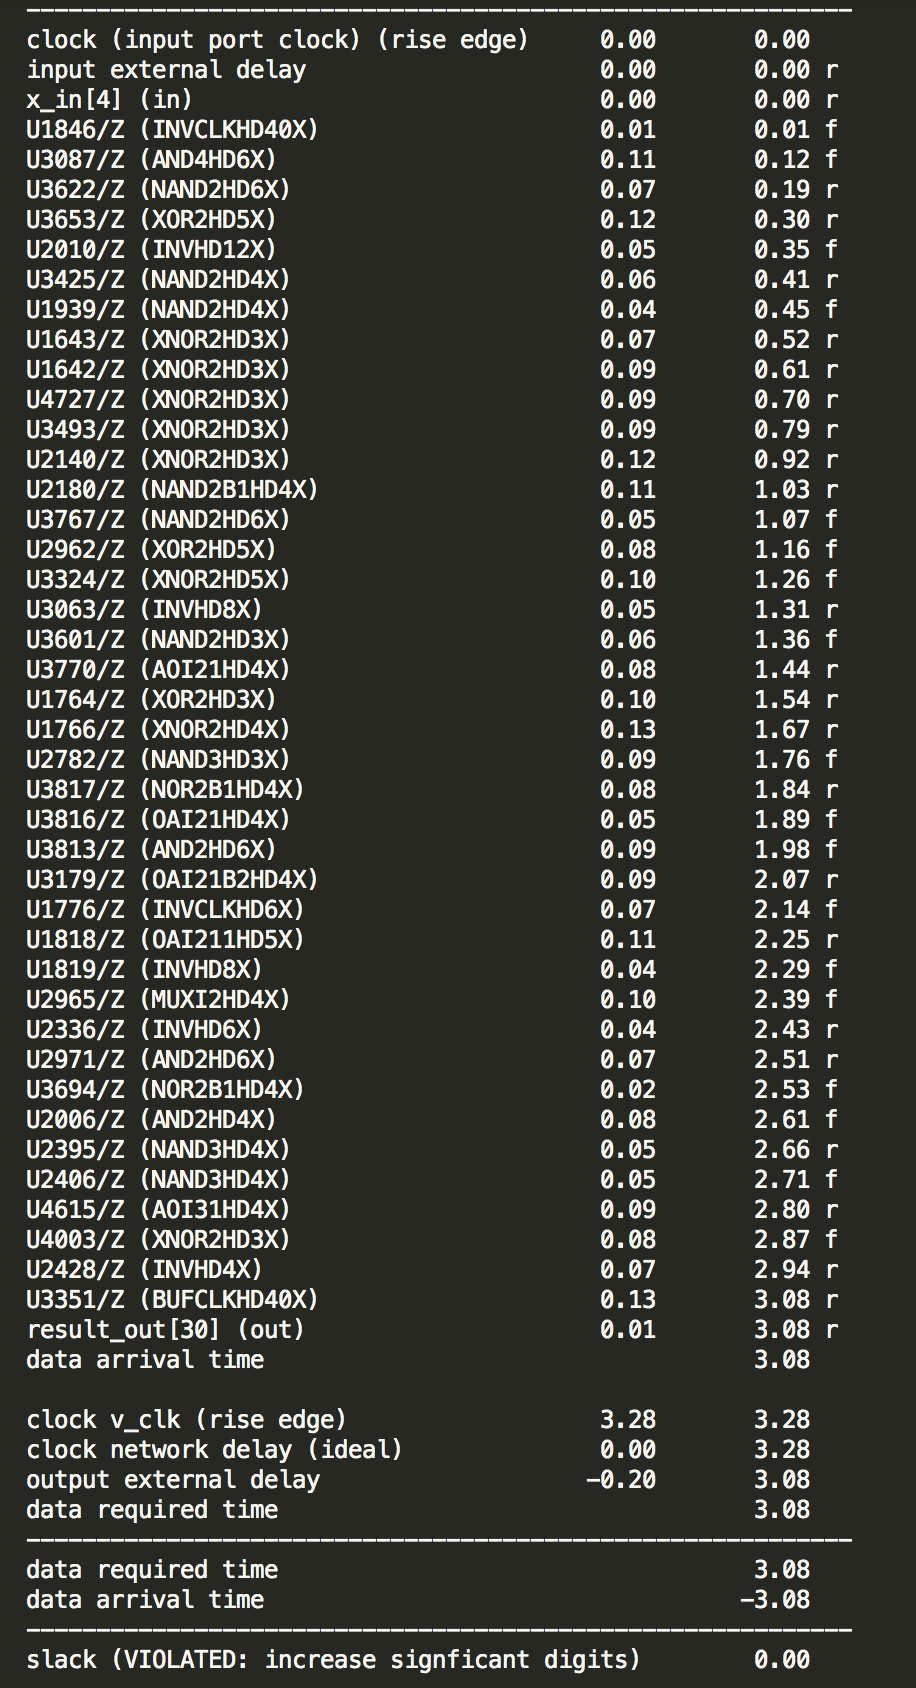 clock (input port clock) (rise edge) 0.00 0.00
input external delay 0.00 0.00 r
x_in[4] (in) 0.00 0.00 r
U1846/Z (INVCLKHD40X) 0.01 0.01 f
U3087/Z (AND4HD6X) 0.11 0.12 f
U3622/Z (NAND2HD6X) 0.07 0.19 r
U3653/Z (XOR2HD5X) 0.12 0.30 r
U2010/Z (INVHD12X) 0.05 0.35 f
U3425/Z (NAND2HD4X) 0.06 0.41 r
U1939/Z (NAND2HD4X) 0.04 0.45 f
U1643/Z (XNOR2HD3X) 0.07 0.52 r
U1642/Z (XNOR2HD3X) 0.09 0.61 r
U4727/Z (XNOR2HD3X) 0.09 0.70 r
U3493/Z (XNOR2HD3X) 0.09 0.79 r
U2140/Z (XNOR2HD3X) 0.12 0.92 r
U2180/Z (NAND2B1HD4X) 0.11 1.03 r
U3767/Z (NAND2HD6X) 0.05 1.07 f
U2962/Z (XOR2HD5X) 0.08 1.16 f
U3324/Z (XNOR2HD5X) 0.10 1.26 f
U3063/Z (INVHD8X) 0.05 1.31 r
U3601/Z (NAND2HD3X) 0.06 1.36 f
U3770/Z (AOI21HD4X) 0.08 1.44 r
U1764/Z (XOR2HD3X) 0.10 1.54 r
U1766/Z (XNOR2HD4X) 0.13 1.67 r
U2782/Z (NAND3HD3X) 0.09 1.76 f
U3817/Z (NOR2B1HD4X) 0.08 1.84 r
U3816/Z (OAI21HD4X) 0.05 1.89 f
U3813/Z (AND2HD6X) 0.09 1.98 f
U3179/Z (OAI21B2HD4X) 0.09 2.07 r
U1776/Z (INVCLKHD6X) 0.07 2.14 f
U1818/Z (OAI211HD5X) 0.11 2.25 r
U1819/Z (INVHD8X) 0.04 2.29 f
U2965/Z (MUXI2HD4X) 0.10 2.39 f
U2336/Z (INVHD6X) 0.04 2.43 r
U2971/Z (AND2HD6X) 0.07 2.51 r
U3694/Z (NOR2B1HD4X) 0.02 2.53 f
U2006/Z (AND2HD4X) 0.08 2.61 f
U2395/Z (NAND3HD4X) 0.05 2.66 r
U2406/Z (NAND3HD4X) 0.05 2.71 f
U4615/Z (AOI31HD4X) 0.09 2.80 r
U4003/Z (XNOR2HD3X) 0.08 2.87 f
U2428/Z (INVHD4X) 0.07 2.94 r
U3351/Z (BUFCLKHD40X) 0.13 3.08 r
result_out[30] (out) 0.01 3.08 r
data arrival time 3.08
clock v_clk (rise edge) 3.28 3.28
clock network delay (ideal) 0.00 3.28
output external delay -0.20 3.08
data required time 3.08
data required time 3.08
data arrival time -3.08
slack (VIOLATED: increase signficant digits) 0.00